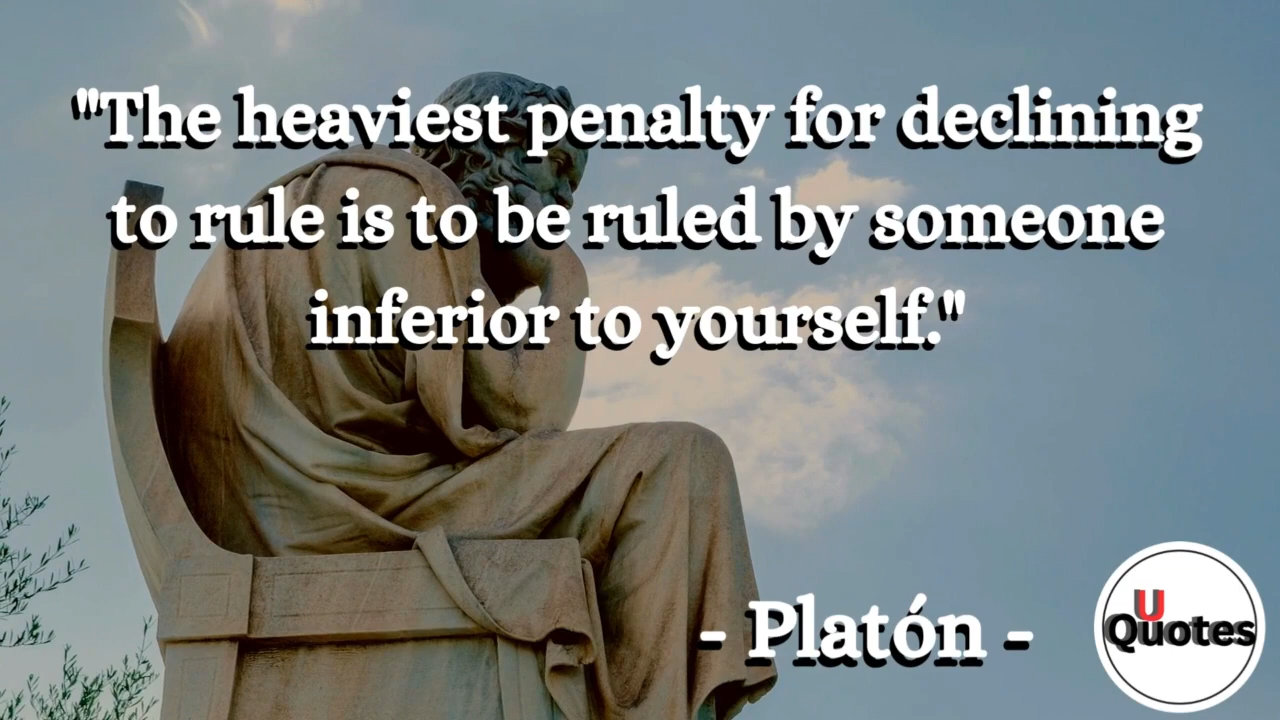 "The heaviest penalty for declining
to rule is to be ruled by someone
inferior to yourself."
- Platón -
U
Quotes